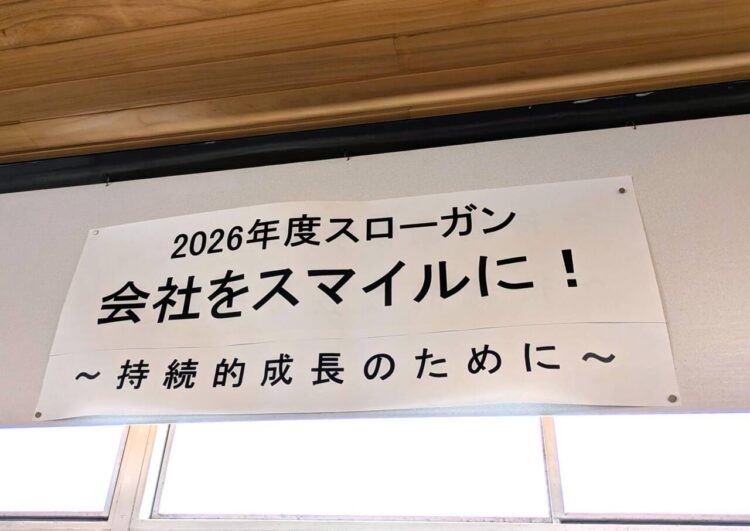 2026年度スローガン
会社をスマイルに！
～持続的成長のために～